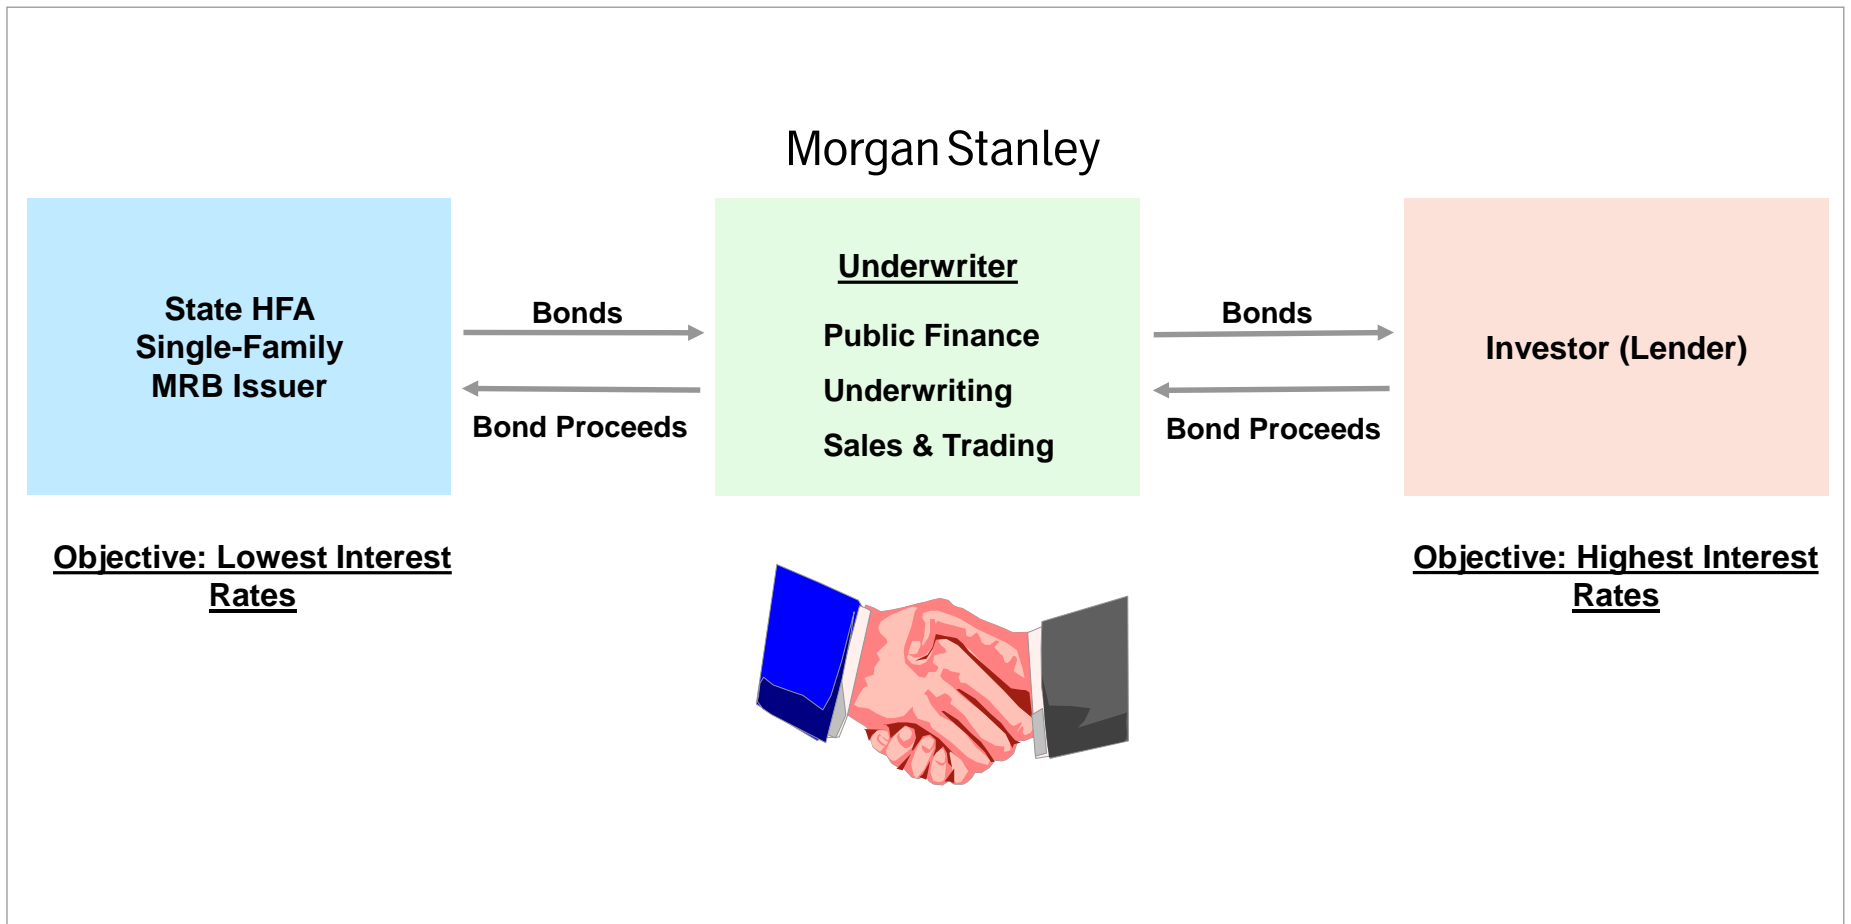 Morgan Stanley
State HFA
Single-Family
MRB Issuer
Bonds
Bond Proceeds
Underwriter
Public Finance
Underwriting
Sales & Trading
Bonds
Bond Proceeds
Investor (Lender)
Objective: Lowest Interest
Rates
Objective: Highest Interest
Rates